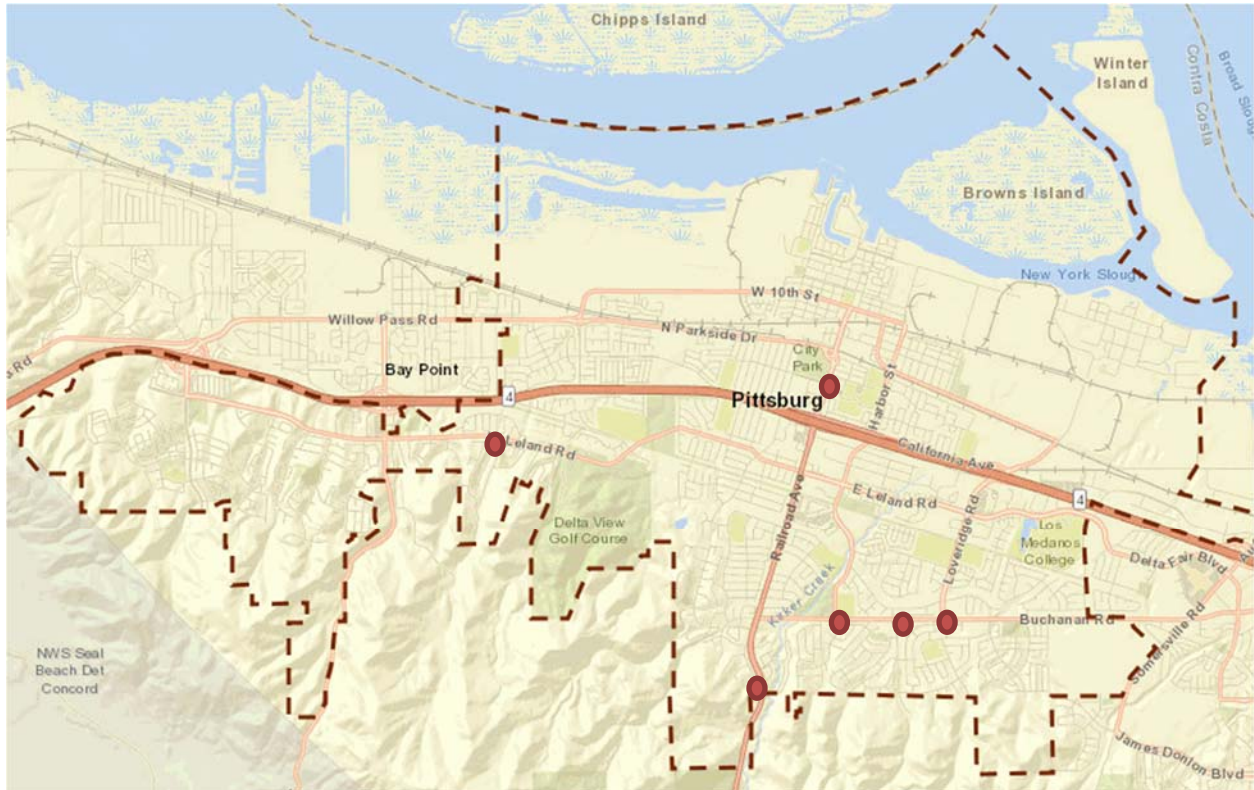 Chipps Island
Winter
Island
Contra Costa
Broad Sloug
Browns Island
New York Slough
W 10th St
Willow Pass Rd
N Parkside Dr
City
Park
s Rd
Bay Point
4
Pittsburg
Harbor St
California Ave
Leland Rd
E Leland Rd
4
Delta View
Golf Course
Railroad Ave
Loveridge Rd
Los
Medanos
College
Delta Fair Blvd
Kirker Creek
Buchanan Rd
Somersville Rd
NWS Seal
Beach Det
Concord
James Donlon Blvd